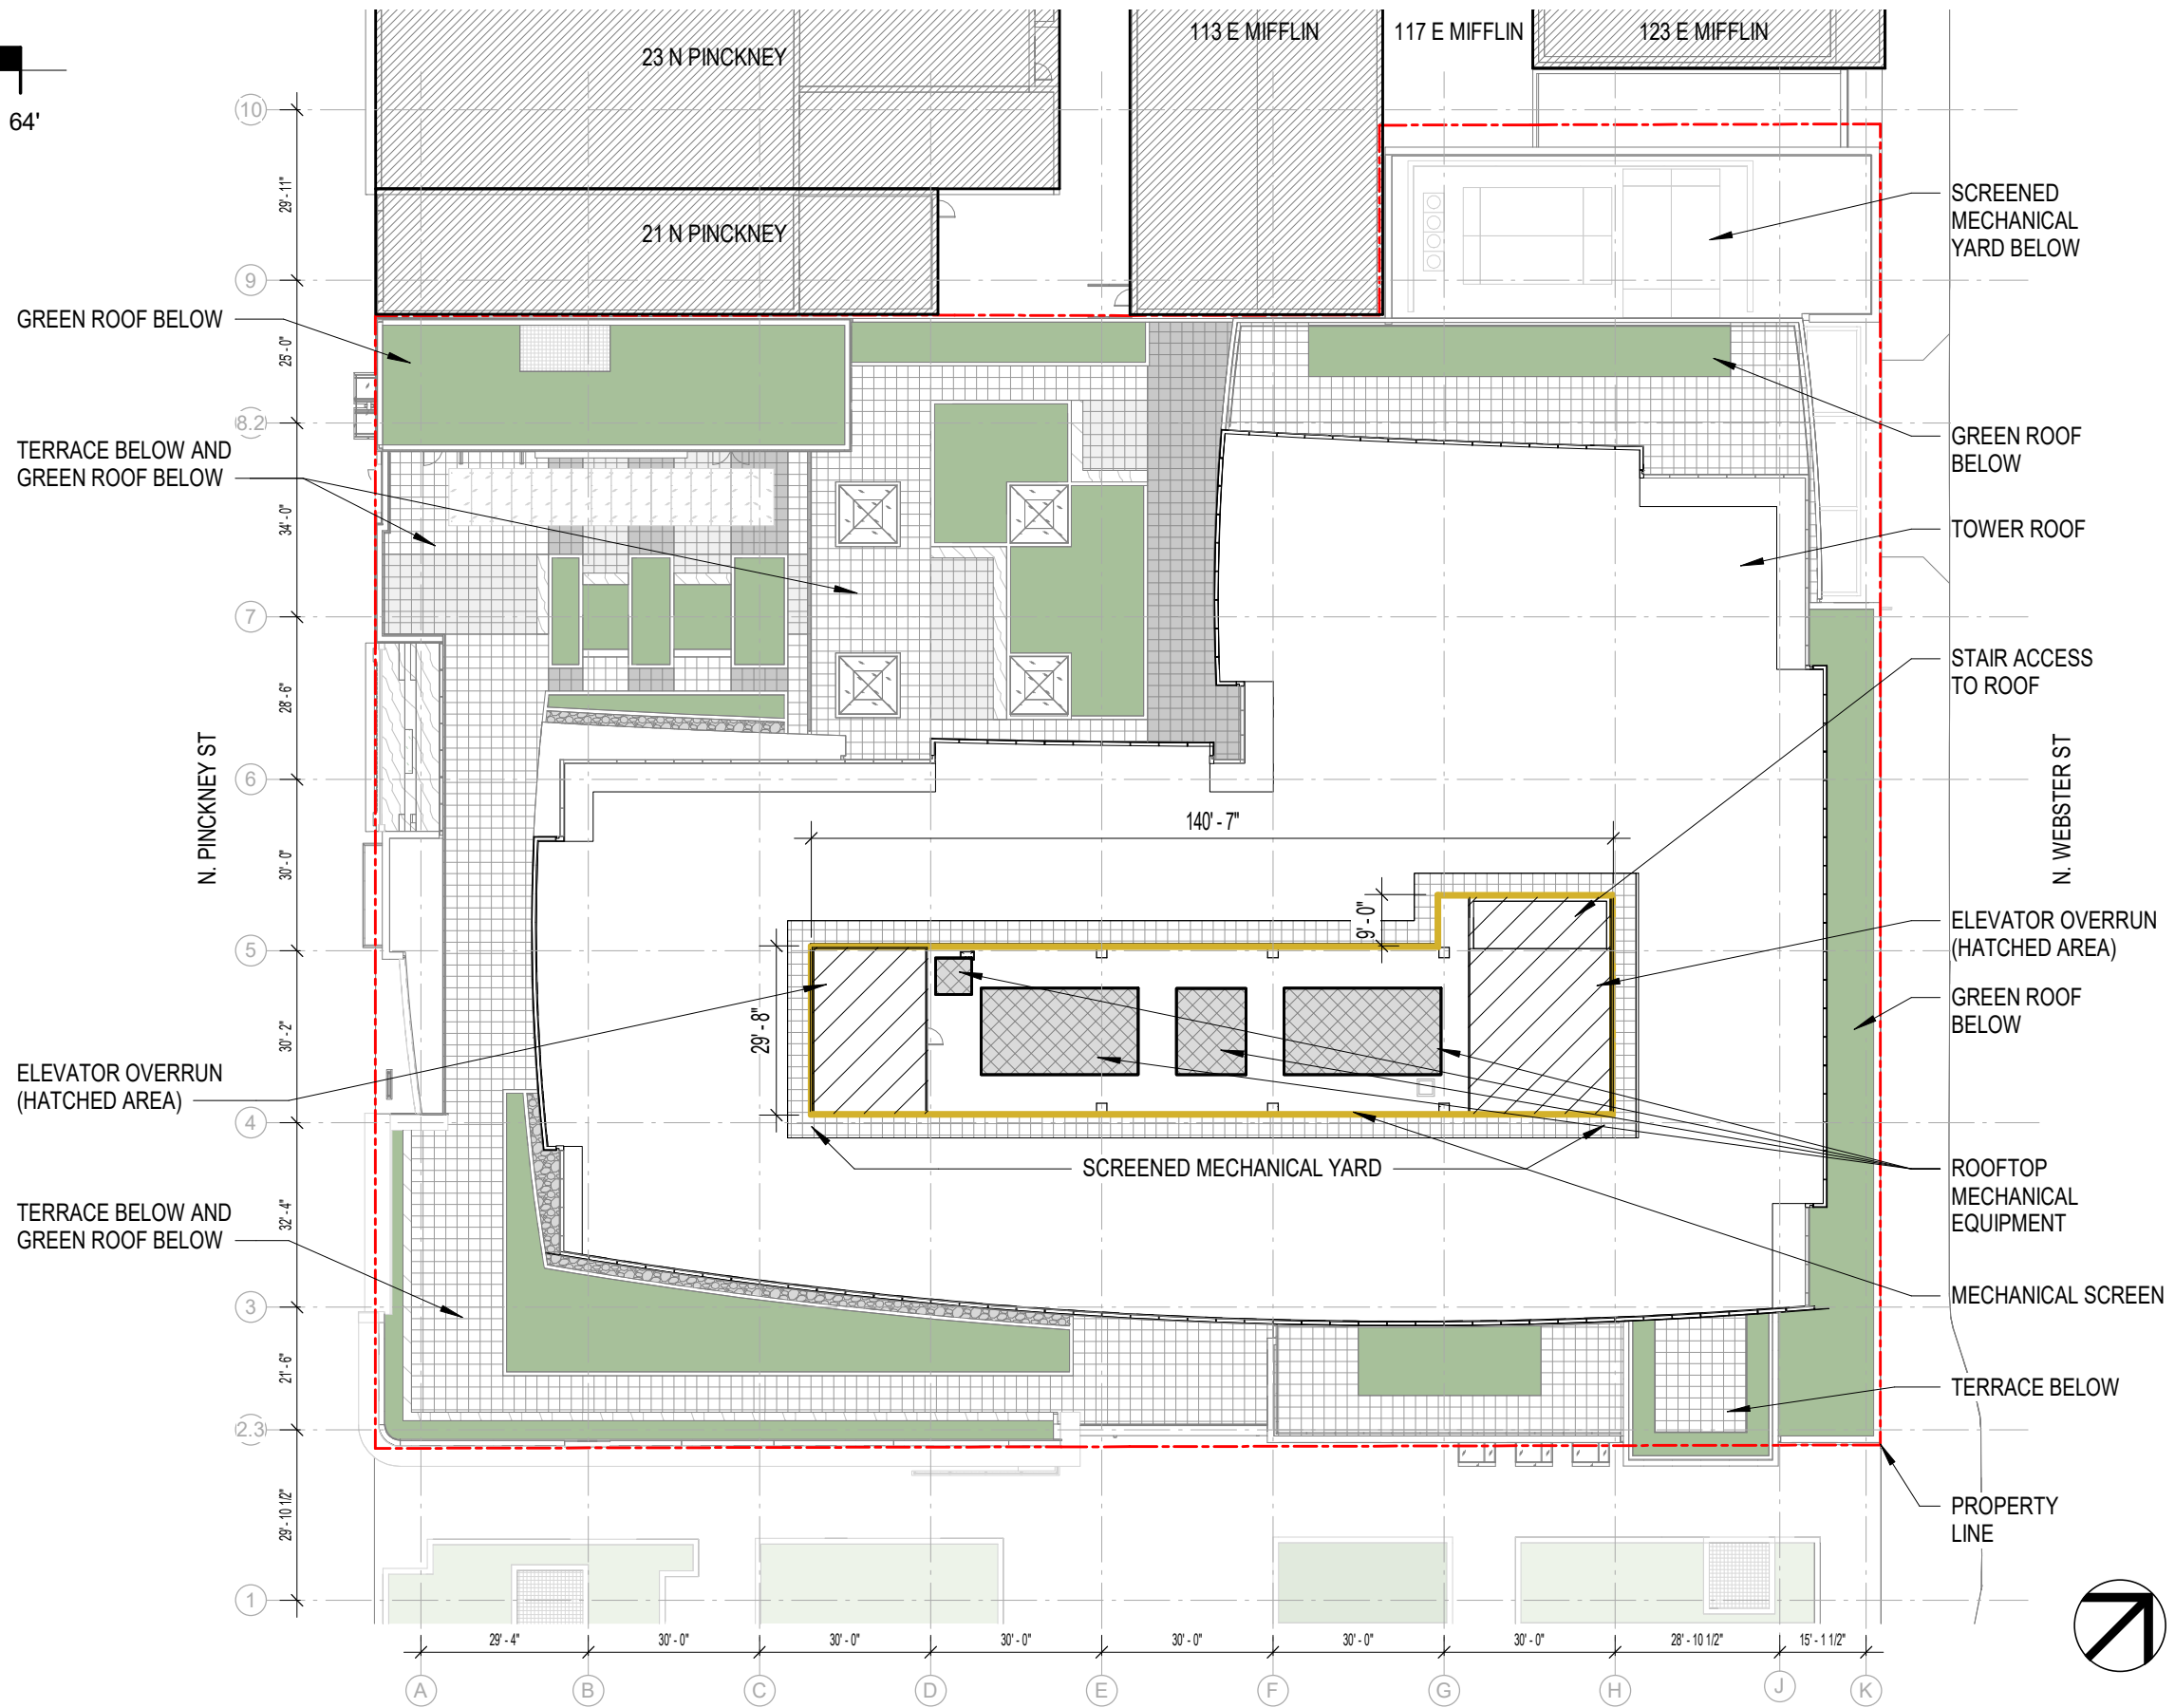 23 N PINCKNEY
113 E MIFFLIN
117 E MIFFLIN
123 E MIFFLIN
64'
21 N PINCKNEY
10
9
8.2
7
6
5
4
3
2.3
1
29' - 11"
25' - 0"
34' - 0"
28' - 6"
30' - 0"
30' - 2"
32' - 4"
21' - 6"
29' - 10 1/2"
GREEN ROOF BELOW
TERRACE BELOW AND
GREEN ROOF BELOW
N. PINCKNEY ST
ELEVATOR OVERRUN
(HATCHED AREA)
TERRACE BELOW AND
GREEN ROOF BELOW
140' - 7"
9' - 0"
29' - 8"
SCREENED MECHANICAL YARD
SCREENED
MECHANICAL
YARD BELOW
GREEN ROOF
BELOW
TOWER ROOF
STAIR ACCESS
TO ROOF
N. WEBSTER ST
ELEVATOR OVERRUN
(HATCHED AREA)
GREEN ROOF
BELOW
ROOFTOP
MECHANICAL
EQUIPMENT
MECHANICAL SCREEN
TERRACE BELOW
PROPERTY
LINE
29' - 4"
30' - 0"
30' - 0"
30' - 0"
30' - 0"
30' - 0"
30' - 0"
28' - 10 1/2"
15' - 1 1/2"
A
B
C
D
E
F
G
H
J
K